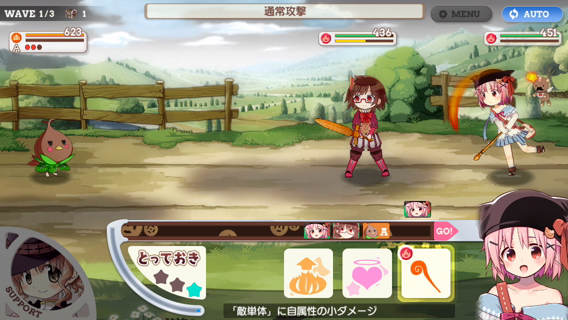 WAVE 1/3
1
通常攻撃
MENU
AUTO
623
A
436
451
GO!
A
とっておき
SUPPORT
「敵単体」に自属性の小ダメージ